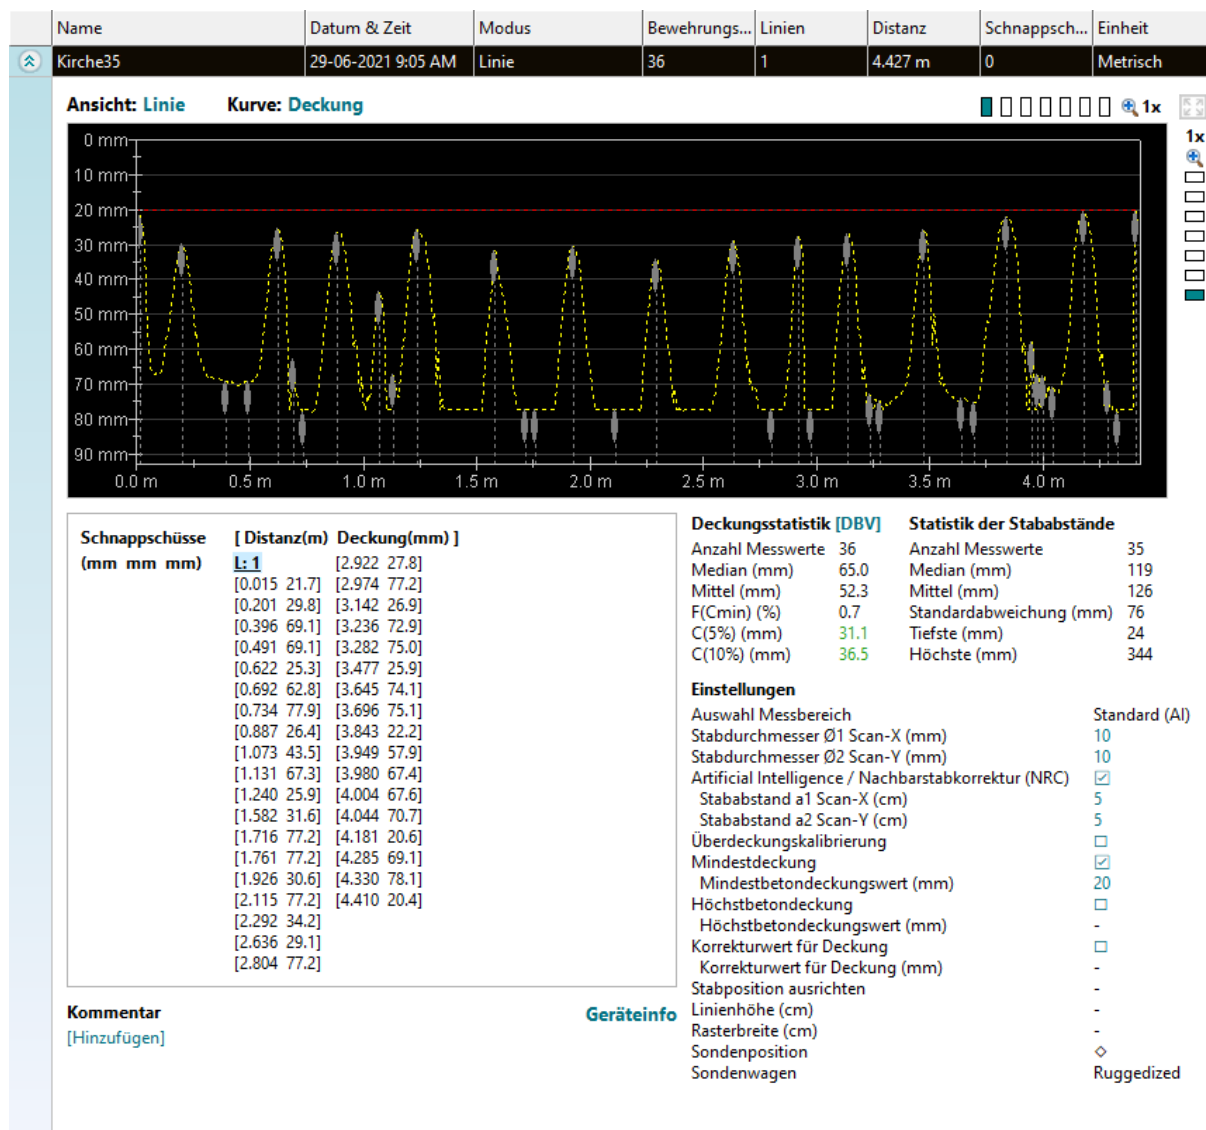 Name Datum & Zeit Modus Bewehrungs... Linien Distanz Schnappsch... Einheit
Kirche35 29-06-2021 9:05 AM Linie 36 1 4.427 m 0 Metrisch
Ansicht: Linie Kurve: Deckung 1x
1x
0 mm
10 mm
20 mm
30 mm
40 mm
50 mm
60 mm
70 mm
80 mm
90 mm
0.0 m 0.5 m 1.0 m 1.5 m 2.0 m 2.5 m 3.0 m 3.5 m 4.0 m
Schnappschüsse [ Distanz(m) Deckung(mm) ]
(mm mm mm) L: 1 [2.922 27.8]
[0.015 21.7] [2.974 77.2]
[0.201 29.8] [3.142 26.9]
[0.396 69.1] [3.236 72.9]
[0.491 69.1] [3.282 75.0]
[0.622 25.3] [3.477 25.9]
[0.692 62.8] [3.645 74.1]
[0.734 77.9] [3.696 75.1]
[0.887 26.4] [3.843 22.2]
[1.073 43.5] [3.949 57.9]
[1.131 67.3] [3.980 67.4]
[1.240 25.9] [4.004 67.6]
[1.582 31.6] [4.044 70.7]
[1.716 77.2] [4.181 20.6]
[1.761 77.2] [4.285 69.1]
[1.926 30.6] [4.330 78.1]
[2.115 77.2] [4.410 20.4]
[2.292 34.2]
[2.636 29.1]
[2.804 77.2]
Kommentar
[Hinzufügen]
Geräteinfo
Deckungsstatistik [DBV]
Anzahl Messwerte 36
Median (mm) 65.0
Mittel (mm) 52.3
F(Cmin) (%) 0.7
C(5%) (mm) 31.1
C(10%) (mm) 36.5
Statistik der Stababstände
Anzahl Messwerte 35
Median (mm) 119
Mittel (mm) 126
Standardabweichung (mm) 76
Tiefste (mm) 24
Höchste (mm) 344
Einstellungen
Auswahl Messbereich Standard (AI)
Stabdurchmesser Ø1 Scan-X (mm) 10
Stabdurchmesser Ø2 Scan-Y (mm) 10
Artificial Intelligence / Nachbarstabkorrektur (NRC) ☑
Stababstand a1 Scan-X (cm) 5
Stababstand a2 Scan-Y (cm) 5
Überdeckungskalibrierung ☐
Mindestdeckung ☑
Mindestbetondeckungswert (mm) 20
Höchstbetondeckung ☐
Höchstbetondeckungswert (mm) -
Korrekturwert für Deckung ☐
Korrekturwert für Deckung (mm) -
Stabposition ausrichten -
Linienhöhe (cm) -
Rasterbreite (cm) -
Sondenposition ◇
Sondenwagen Ruggedized